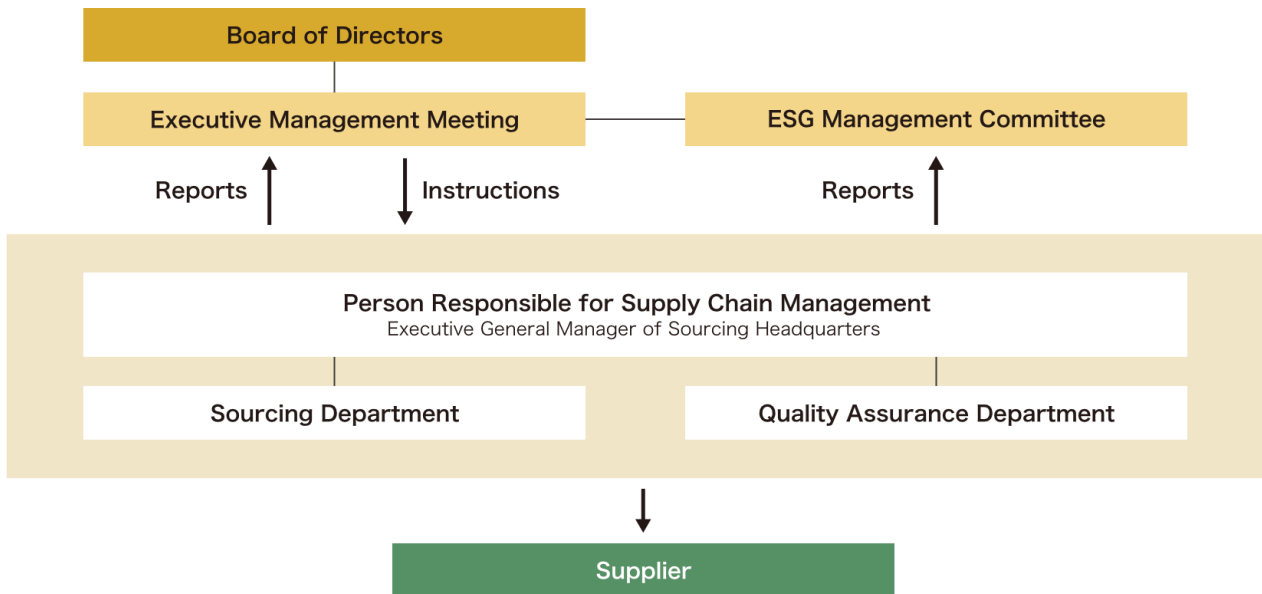 Board of Directors
Executive Management Meeting
ESG Management Committee
Reports
Instructions
Reports
Person Responsible for Supply Chain Management
Executive General Manager of Sourcing Headquarters
Sourcing Department
Quality Assurance Department
Supplier